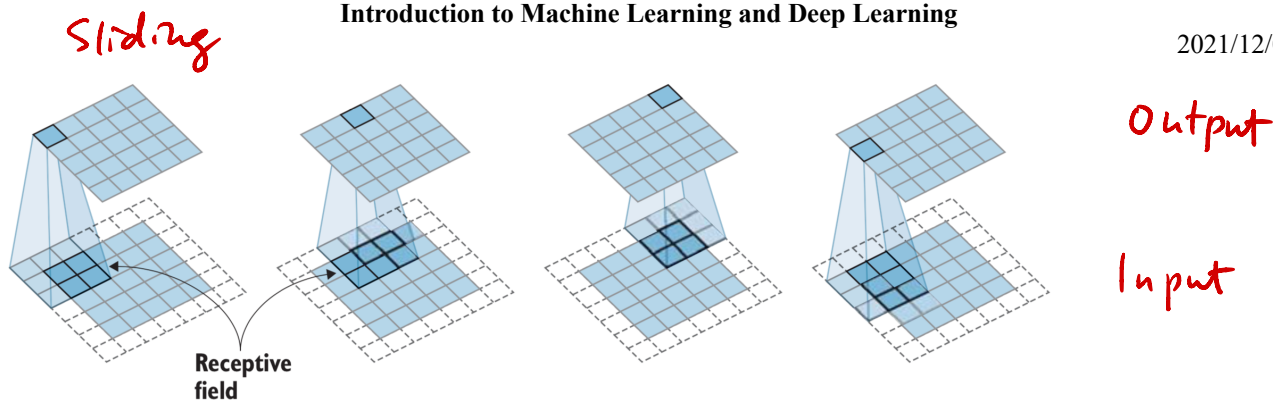 Introduction to Machine Learning and Deep Learning
Sliding
2021/12/
Output
Input
Receptive
field